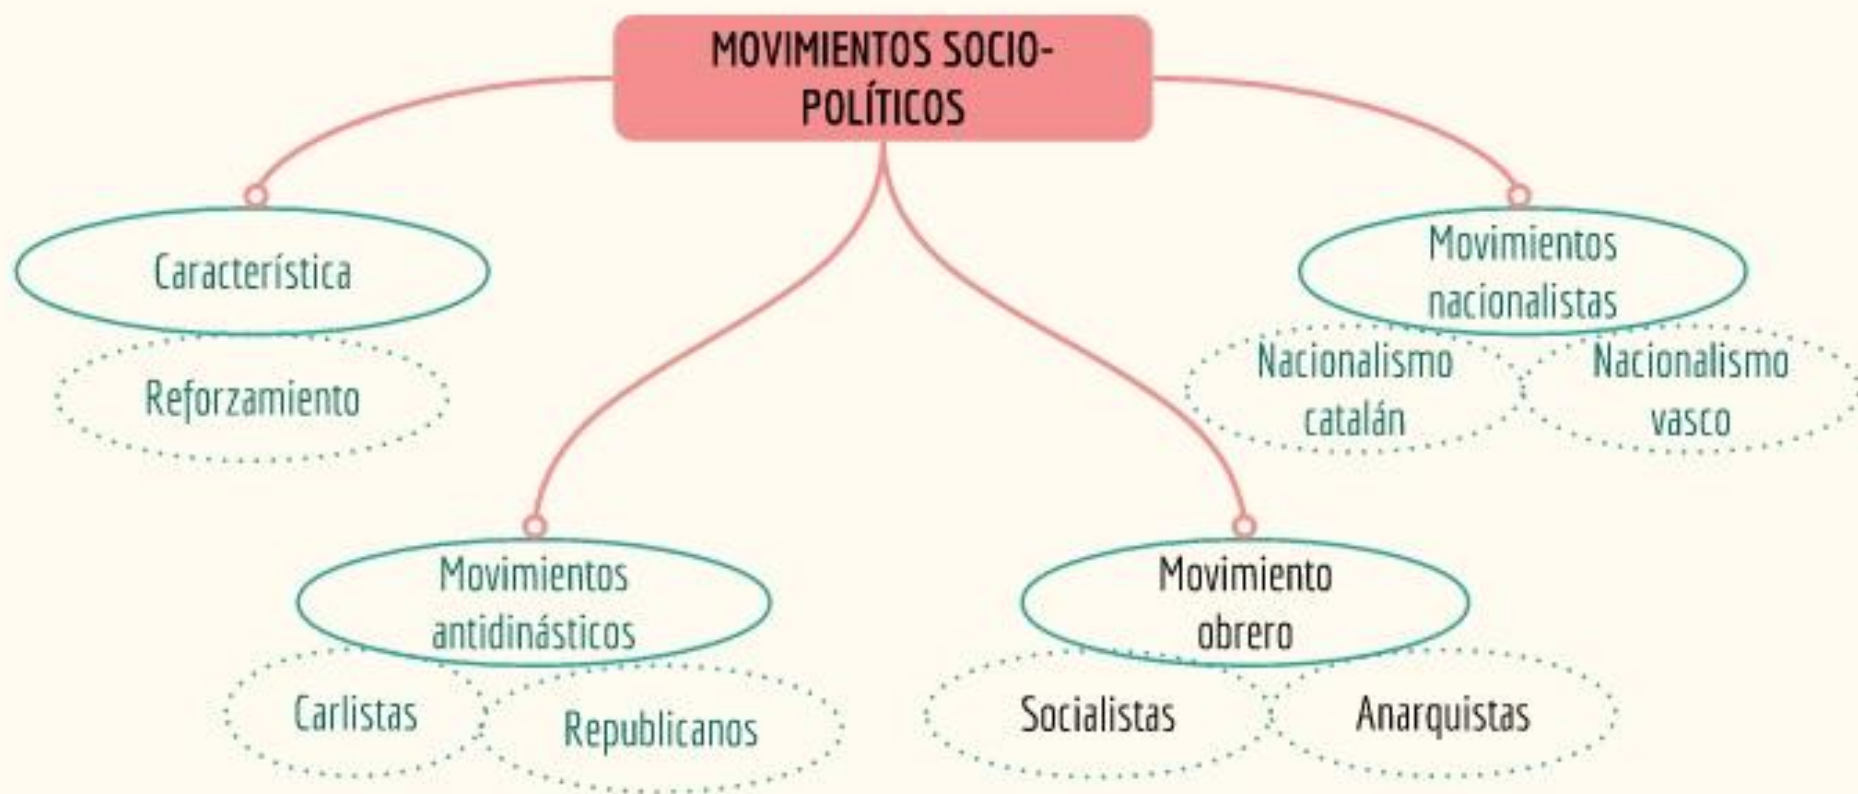 MOVIMIENTOS SOCIO-
POLÍTICOS
Característica
Reforzamiento
Movimientos
nacionalistas
Nacionalismo
catalán
Nacionalismo
vasco
Movimientos
antidinásticos
Carlistas
Republicanos
Movimiento
obrero
Socialistas
Anarquistas